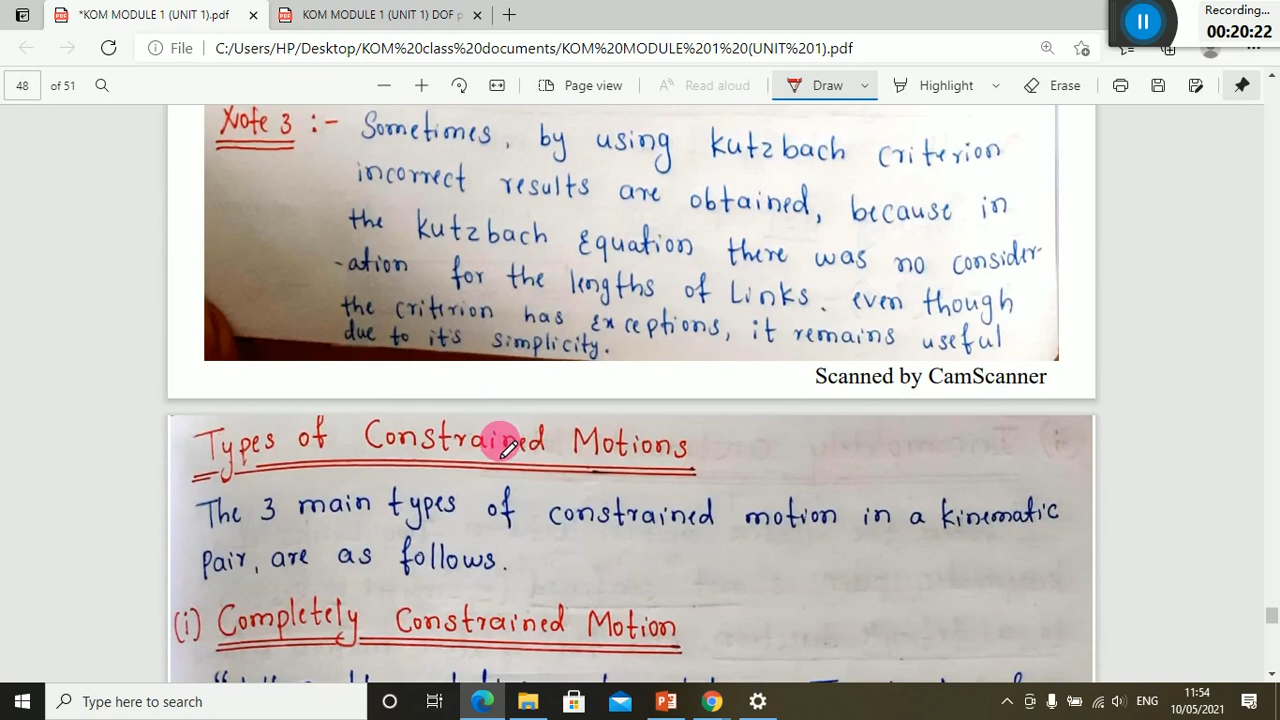 *KOM MODULE 1 (UNIT 1).pdf
KOM MODULE 1 (UNIT 1) DOF
Recording...
00:20:22
File
C:/Users/HP/Desktop/KOM%20class%20documents/KOM%20MODULE%201%20(UNIT%201).pdf
48 of 51
Page view
Read aloud
Draw
Highlight
Erase
Note 3 :- Sometimes, by using kutzbach criterion
incorrect results are obtained, because in
the kutzbach Equation there was no consider-
-ation for the lengths of Links. even though
the criterion has Exceptions, it remains useful
due to it's simplicity.
Scanned by CamScanner
Types of Constrained Motions
The 3 main types of constrained motion in a kinematic
pair, are as follows.
(i) Completely Constrained Motion
Type here to search
ENG
11:54
10/05/2021